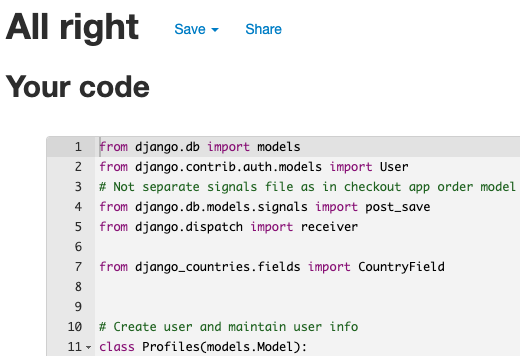 All right
Save Share
Your code
1 from django.db import models
2 from django.contrib.auth.models import User
3 # Not separate signals file as in checkout app order model
4 from django.db.models.signals import post_save
5 from django.dispatch import receiver
6
7 from django_countries.fields import CountryField
8
9
10 # Create user and maintain user info
11 class Profiles(models.Model):